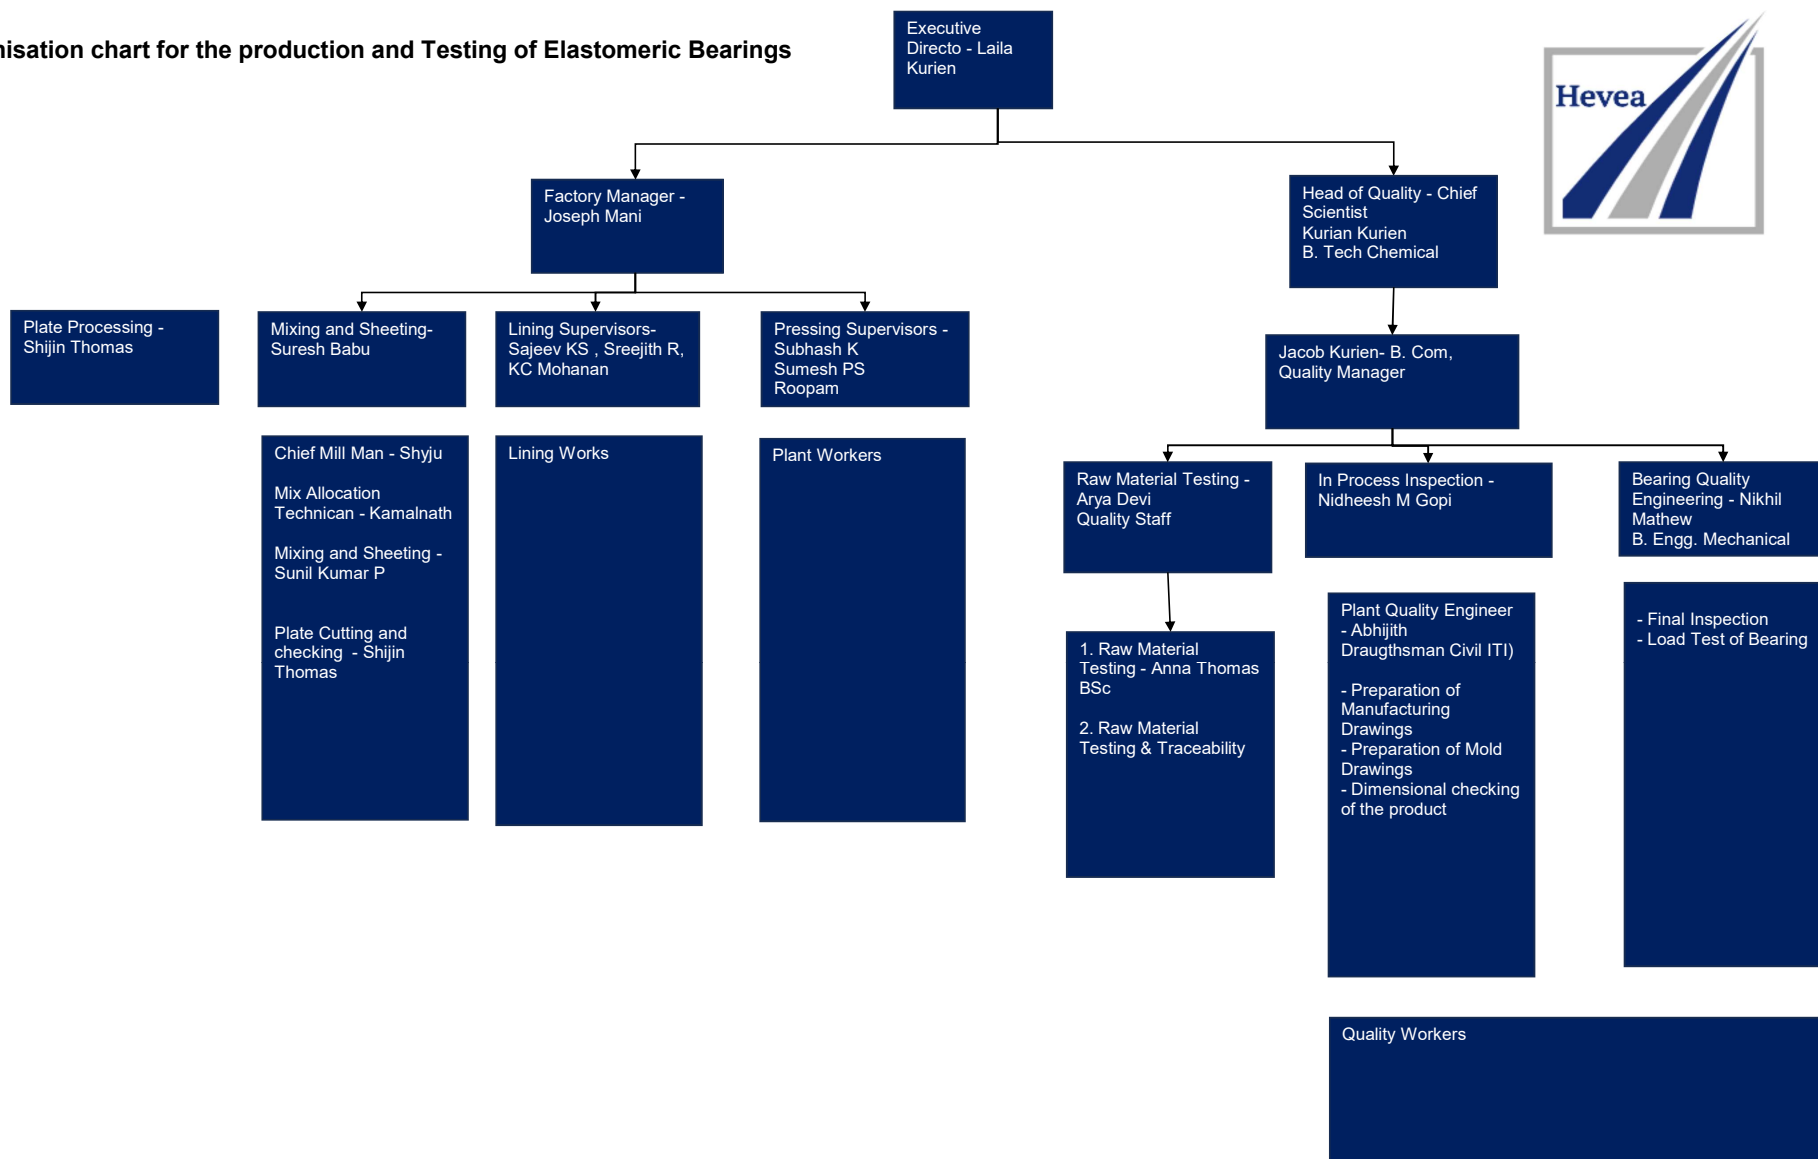 nisation chart for the production and Testing of Elastomeric Bearings
Executive
Directo - Laila
Kurien
Hevea
Factory Manager -
Joseph Mani
Head of Quality - Chief
Scientist
Kurian Kurien
B. Tech Chemical
Plate Processing -
Shijin Thomas
Mixing and Sheeting-
Suresh Babu
Lining Supervisors-
Sajeev KS , Sreejith R,
KC Mohanan
Pressing Supervisors -
Subhash K
Sumesh PS
Roopam
Jacob Kurien- B. Com,
Quality Manager
Chief Mill Man - Shyju
Mix Allocation
Technican - Kamalnath
Mixing and Sheeting -
Sunil Kumar P
Plate Cutting and
checking  - Shijin
Thomas
Lining Works
Plant Workers
Raw Material Testing -
Arya Devi
Quality Staff
In Process Inspection -
Nidheesh M Gopi
Bearing Quality
Engineering - Nikhil
Mathew
B. Engg. Mechanical
1. Raw Material
Testing - Anna Thomas
BSc
2. Raw Material
Testing & Traceability
Plant Quality Engineer
- Abhijith
Draugthsman Civil ITI)
- Preparation of
Manufacturing
Drawings
- Preparation of Mold
Drawings
- Dimensional checking
of the product
- Final Inspection
- Load Test of Bearing
Quality Workers